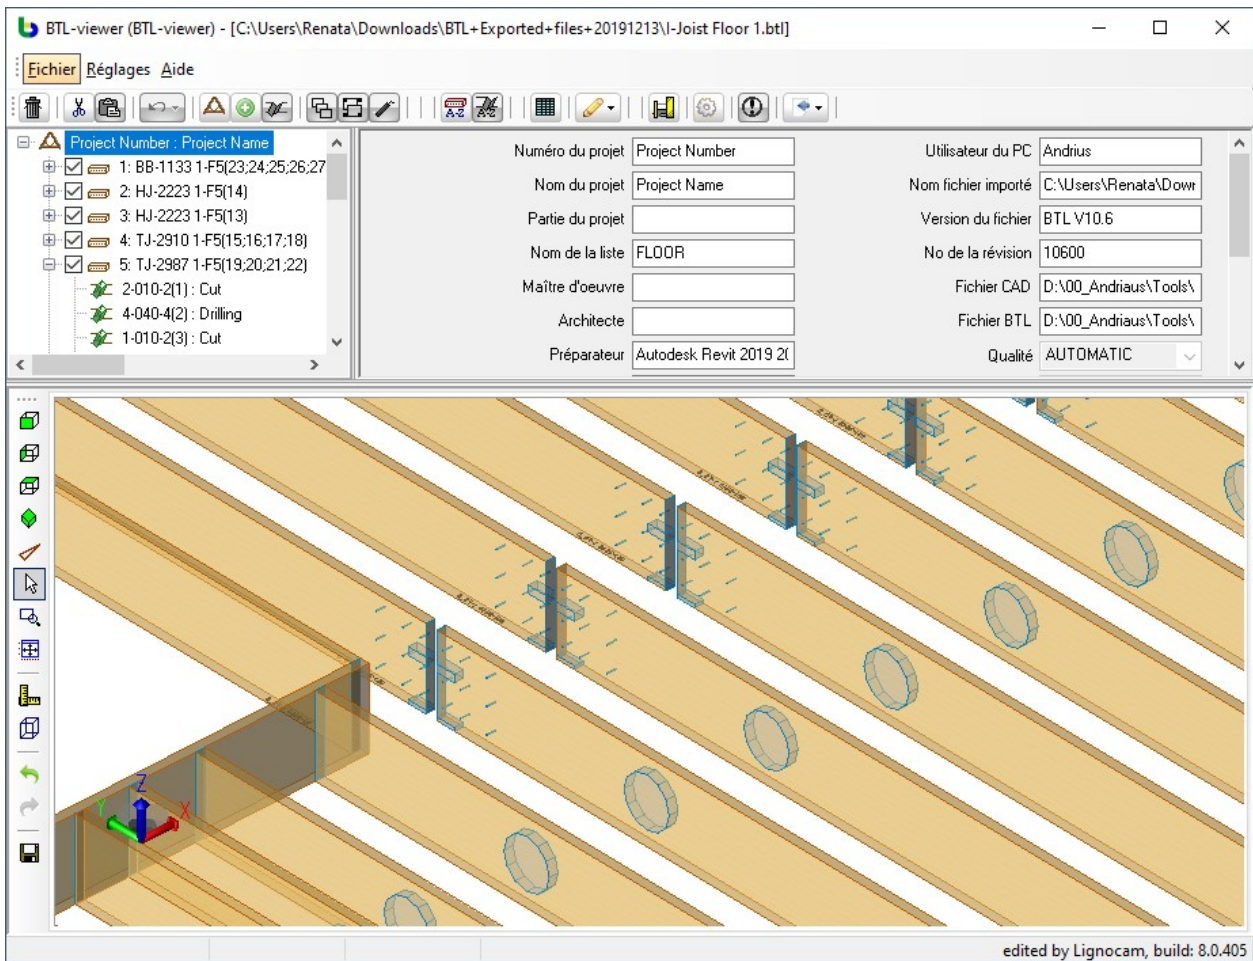 BTL-viewer (BTL-viewer) - [C:\Users\Renata\Downloads\BTL+Exported+files+20191213\I-Joist Floor 1.btl]
Fichier Réglages Aide
A-Z
Project Number : Project Name
1: BB-1133 1-F5(23;24;25;26;27
2: HJ-2223 1-F5(14)
3: HJ-2223 1-F5(13)
4: TJ-2910 1-F5(15;16;17;18)
5: TJ-2987 1-F5(19;20;21;22)
2-010-2(1) : Cut
4-040-4(2) : Drilling
1-010-2(3) : Cut
Numéro du projet Project Number
Nom du projet Project Name
Partie du projet
Nom de la liste FLOOR
Maître d'oeuvre
Architecte
Préparateur Autodesk Revit 2019 2(
Utilisateur du PC Andrius
Nom fichier importé C:\Users\Renata\Dowr
Version du fichier BTL V10.6
No de la révision 10600
Fichier CAD D:\00_Andriaus\Tools\
Fichier BTL D:\00_Andriaus\Tools\
Qualité AUTOMATIC
Z
Y
X
edited by Lignocam, build: 8.0.405